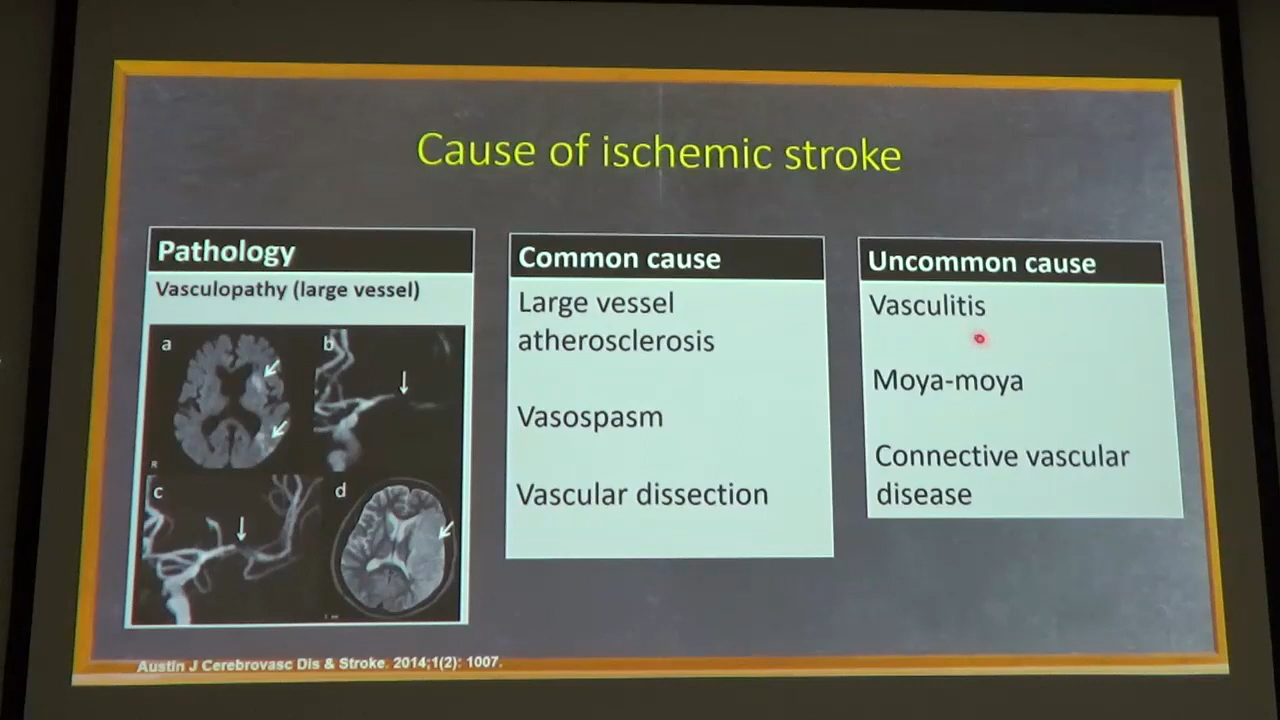 Cause of ischemic stroke
Pathology
Vasculopathy (large vessel)
a
b
R
c
d
Common cause
Large vessel
atherosclerosis
Vasospasm
Vascular dissection
Uncommon cause
Vasculitis
Moya-moya
Connective vascular
disease
Austin J Cerebrovasc Dis & Stroke. 2014;1(2): 1007.